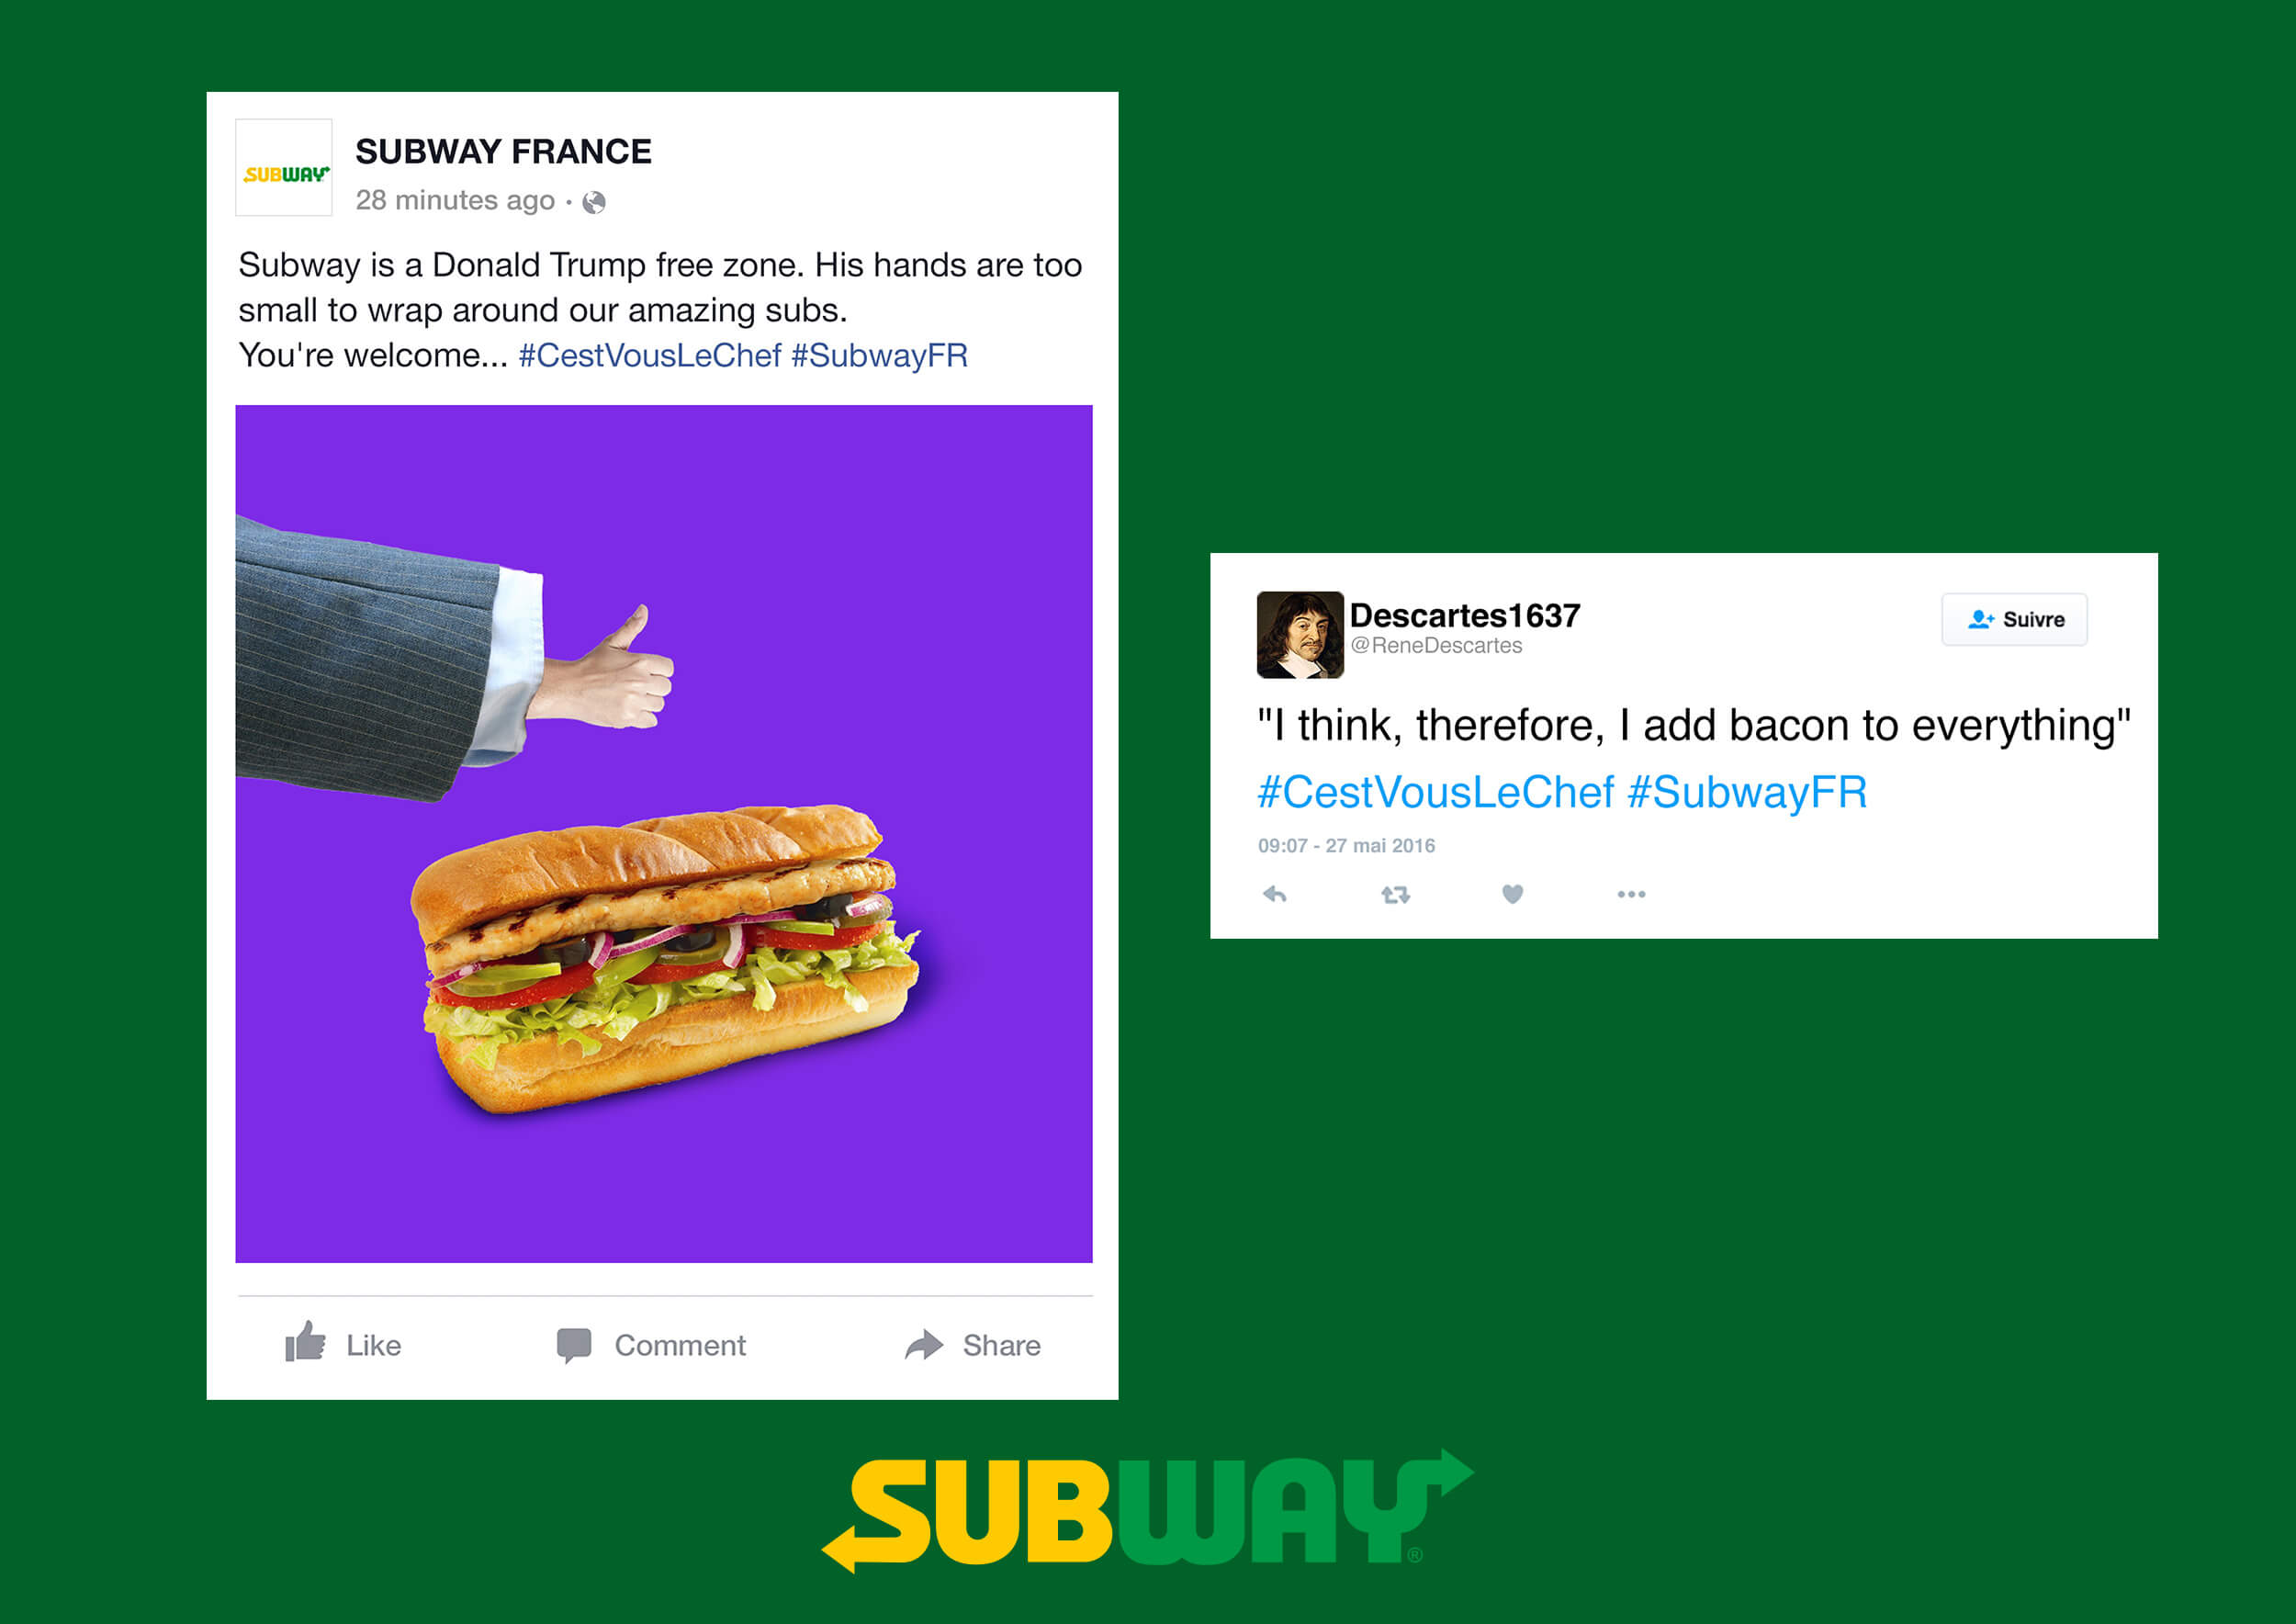 SUBWAY
SUBWAY FRANCE
28 minutes ago ·
Subway is a Donald Trump free zone. His hands are too
small to wrap around our amazing subs.
You're welcome... #CestVousLeChef #SubwayFR
Like
Comment
Share
Descartes1637
@ReneDescartes
Suivre
"I think, therefore, I add bacon to everything"
#CestVousLeChef #SubwayFR
09:07 - 27 mai 2016
SUBWAY®